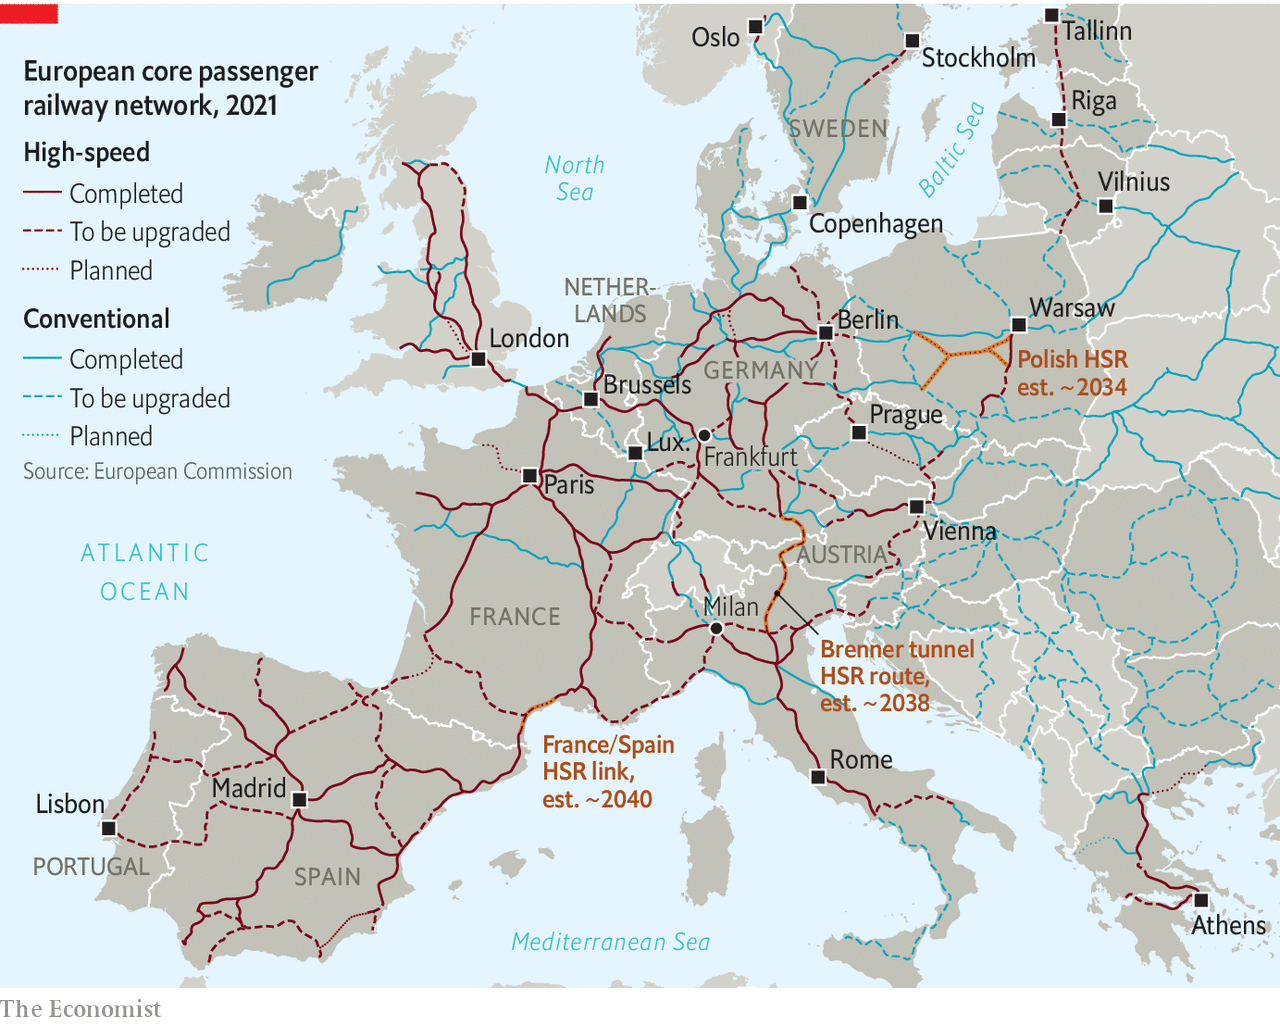 European core passenger
railway network, 2021
High-speed
Completed
To be upgraded
Planned
Conventional
Completed
To be upgraded
Planned
Source: European Commission
Oslo
Stockholm
Tallinn
Riga
SWEDEN
Baltic Sea
North
Sea
Vilnius
Copenhagen
NETHER-
LANDS
Berlin
Warsaw
London
Polish HSR
est. ~2034
GERMANY
Brussels
Prague
Lux.
Frankfurt
Paris
Vienna
ATLANTIC
OCEAN
AUSTRIA
FRANCE
Milan
Brenner tunnel
HSR route,
est. ~2038
France/Spain
HSR link,
est. ~2040
Rome
Madrid
Lisbon
PORTUGAL
SPAIN
Mediterranean Sea
Athens
The Economist